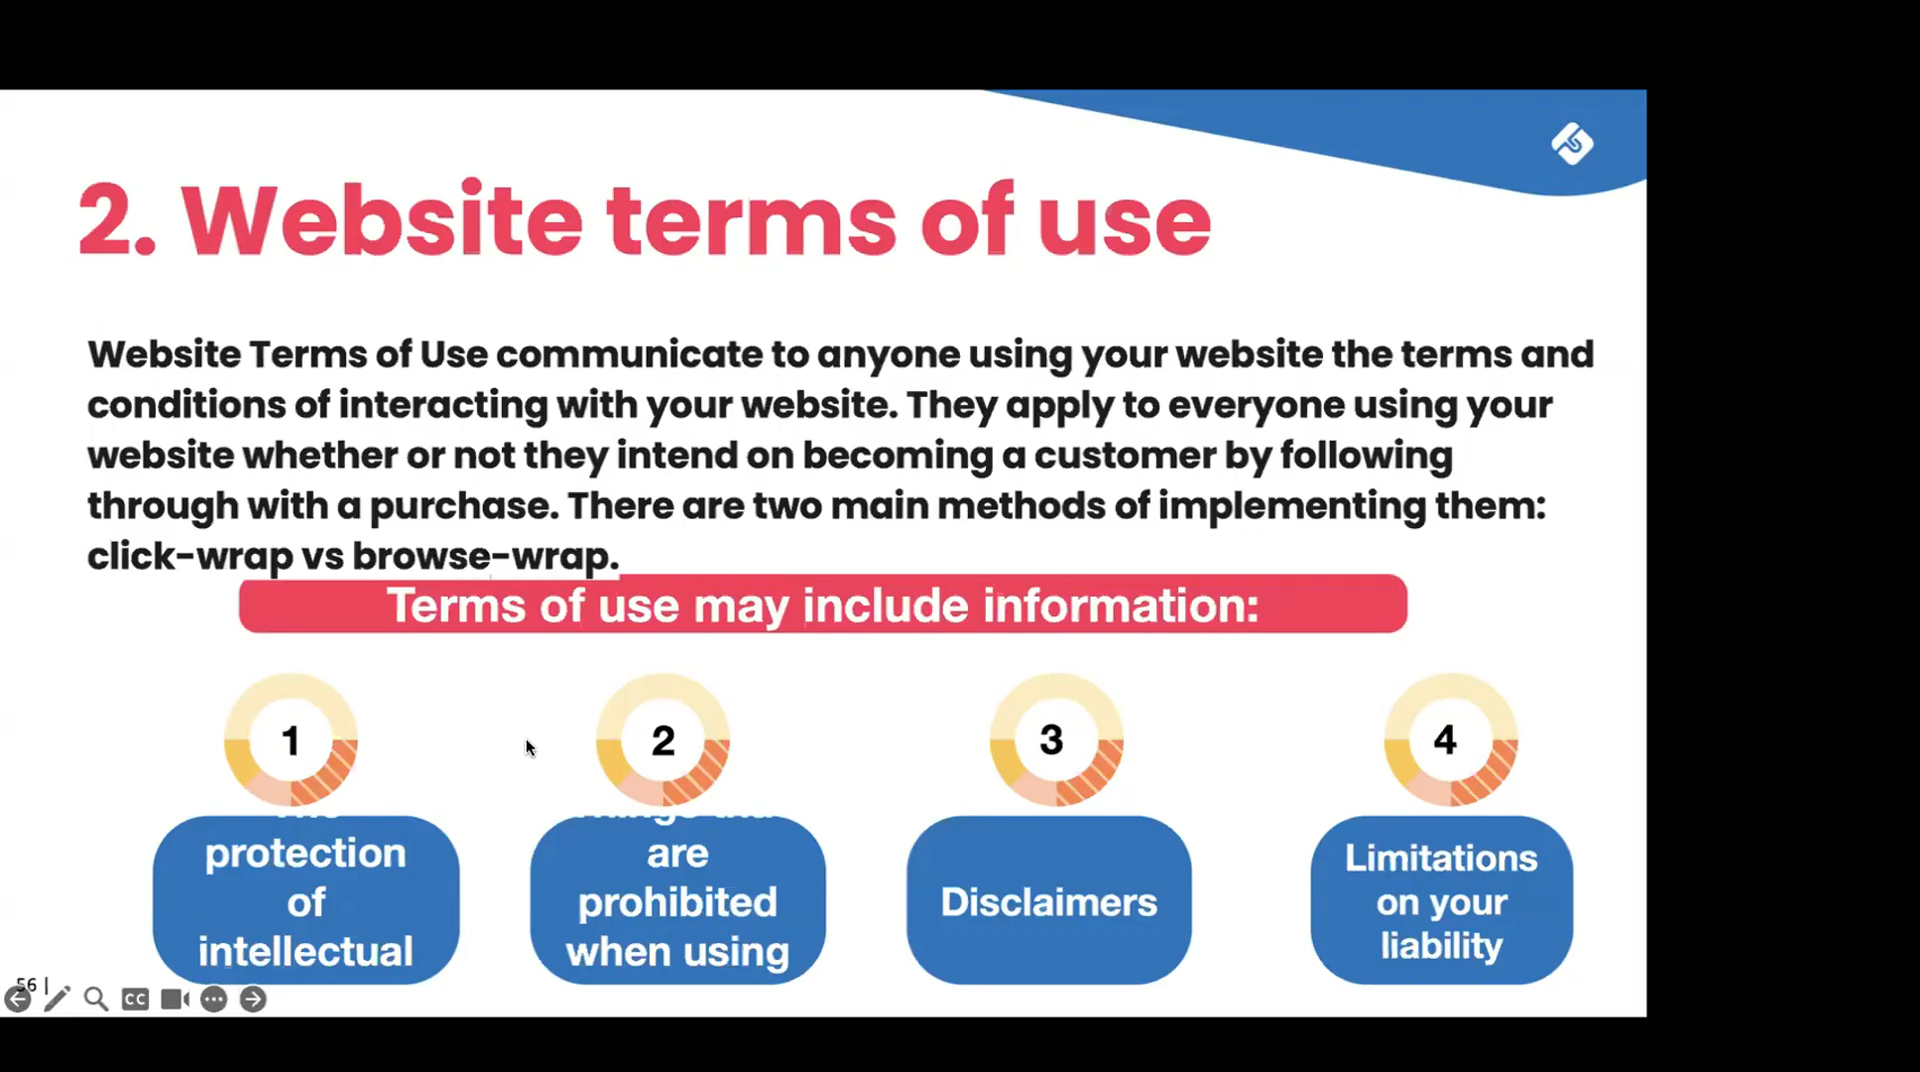 2. Website terms of use
Website Terms of Use communicate to anyone using your website the terms and
conditions of interacting with your website. They apply to everyone using your
website whether or not they intend on becoming a customer by following
through with a purchase. There are two main methods of implementing them:
click-wrap vs browse-wrap.
Terms of use may include information:
1
protection
of
intellectual
2
are
prohibited
when using
3
Disclaimers
4
Limitations
on your
liability
56 |
CC